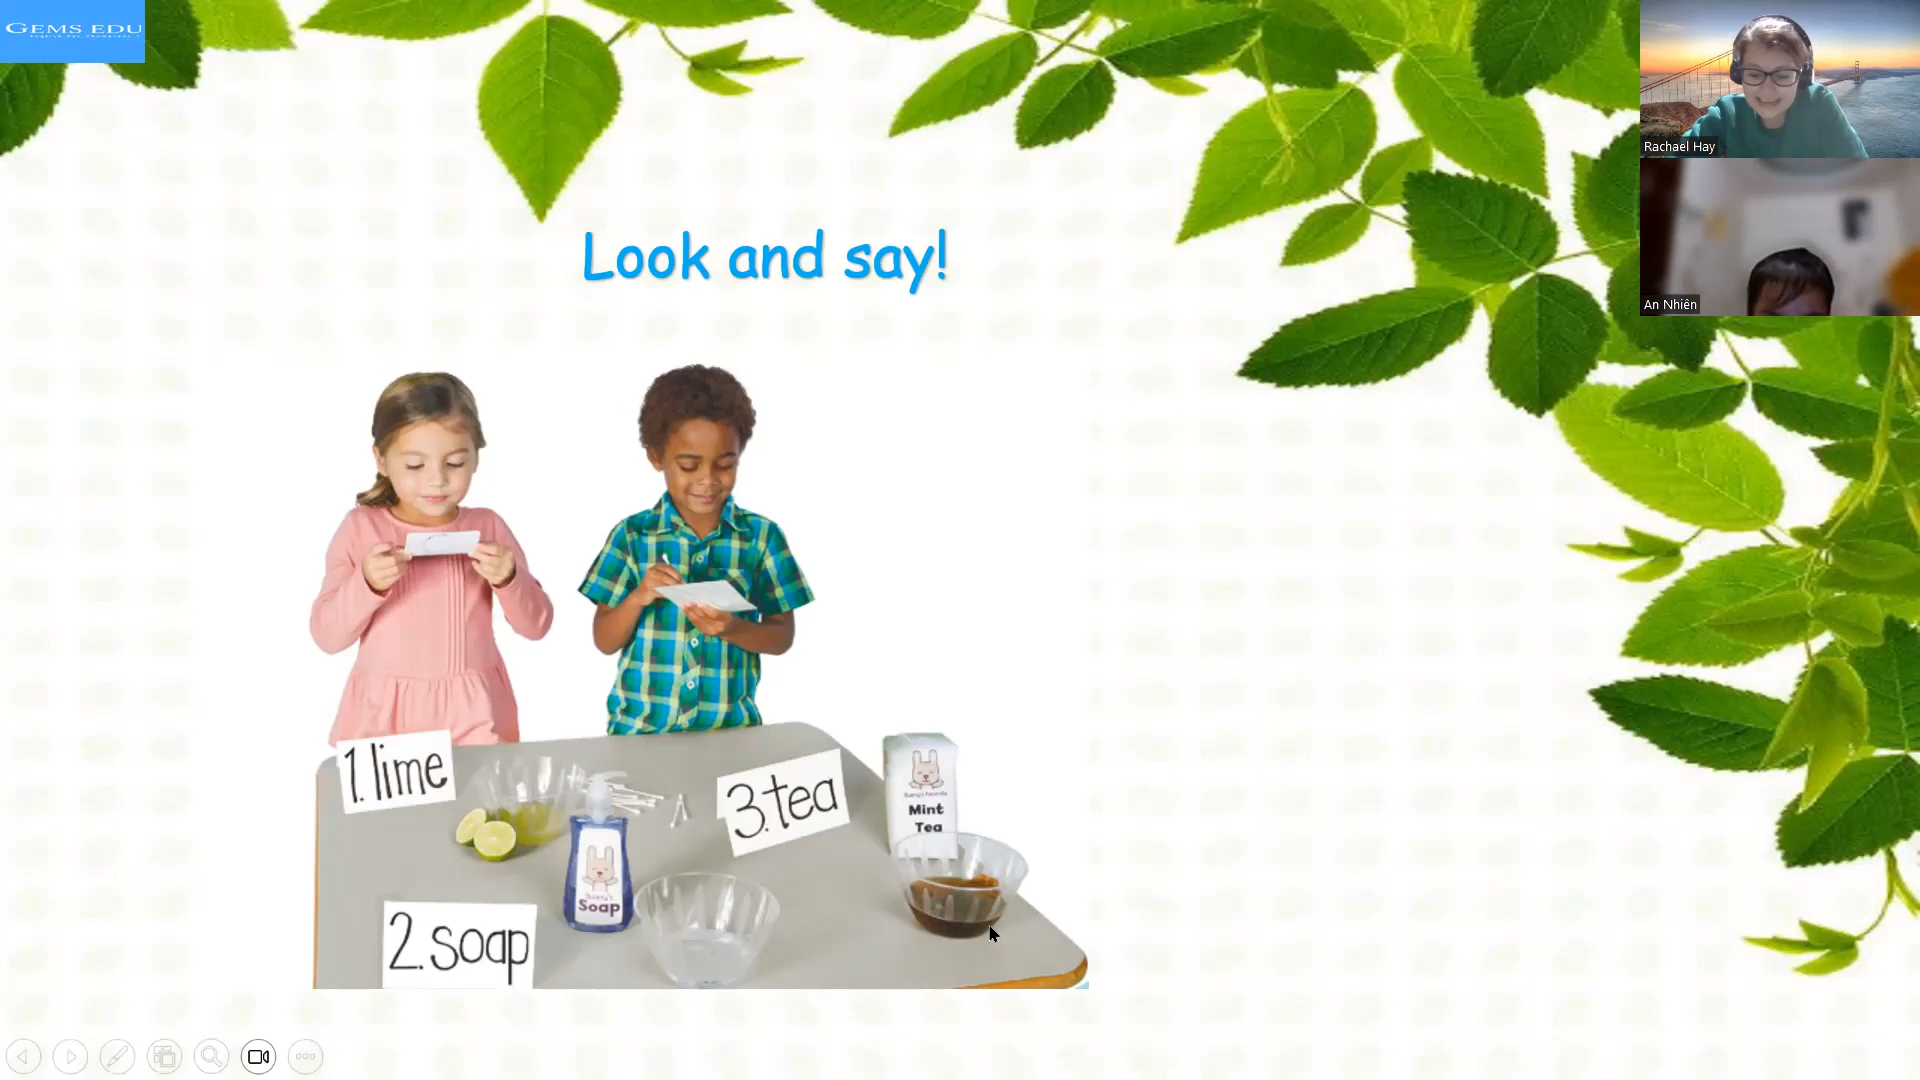 GEMS EDU
Rachael Hay
An Nhiên
Look and say!
1. lime
3. tea
Mint
Tea
Soap
2. soap